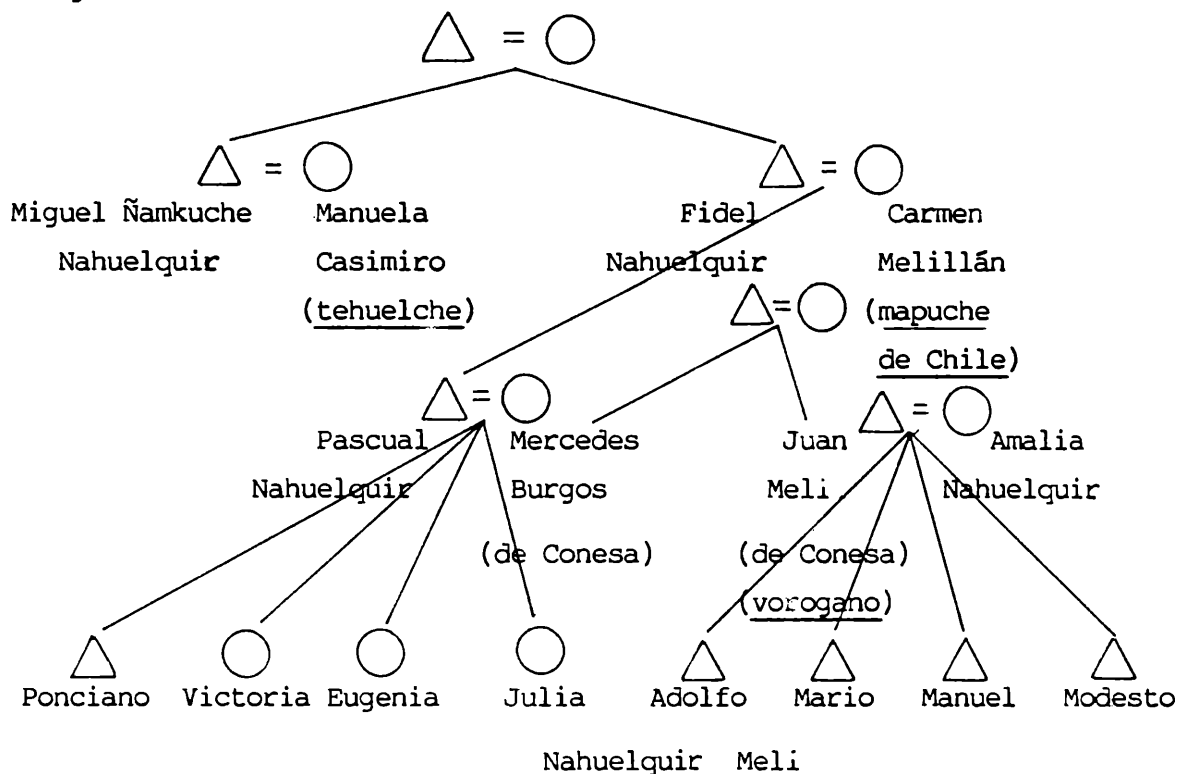 Miguel Ñamkuche Manuela Fidel Carmen
Nahuelquir Casimiro Nahuelquir Melillán
(tehuelche) (mapuche
de Chile)
Pascual Mercedes Juan Amalia
Nahuelquir Burgos Meli Nahuelquir
(de Conesa) (de Conesa)
(vorogano)
Ponciano Victoria Eugenia Julia Adolfo Mario Manuel Modesto
Nahuelquir Meli